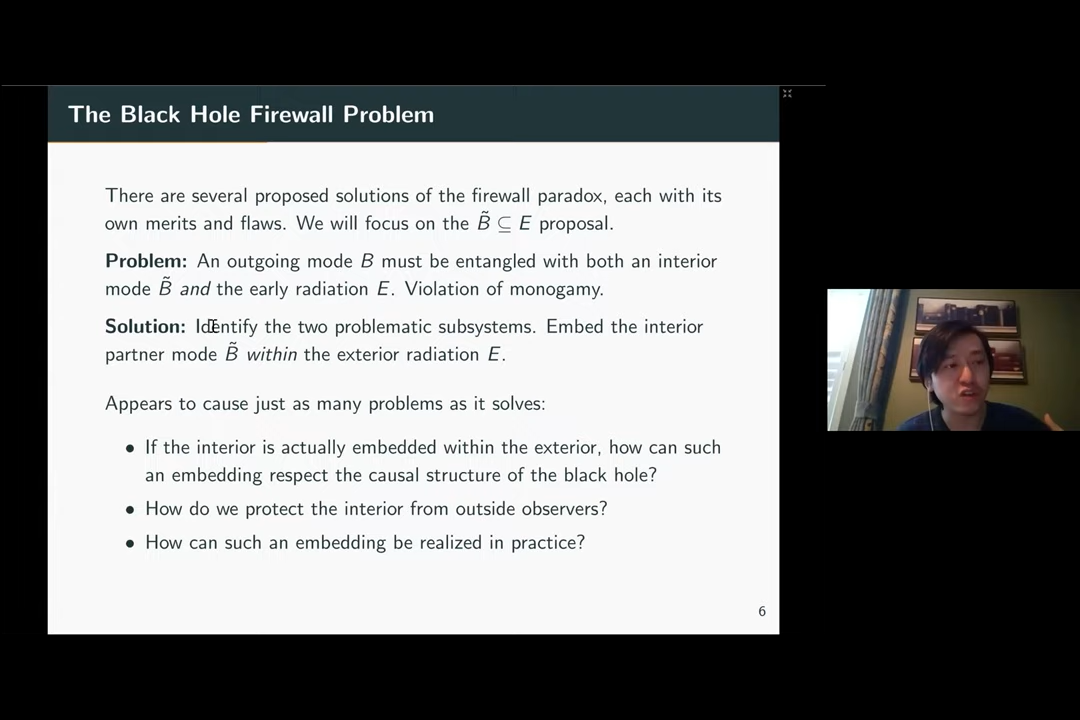 The Black Hole Firewall Problem
There are several proposed solutions of the firewall paradox, each with its
own merits and flaws. We will focus on the B̃ ⊆ E proposal.
Problem: An outgoing mode B must be entangled with both an interior
mode B̃ and the early radiation E. Violation of monogamy.
Solution: Identify the two problematic subsystems. Embed the interior
partner mode B̃ within the exterior radiation E.
Appears to cause just as many problems as it solves:
• If the interior is actually embedded within the exterior, how can such
an embedding respect the causal structure of the black hole?
• How do we protect the interior from outside observers?
• How can such an embedding be realized in practice?
6